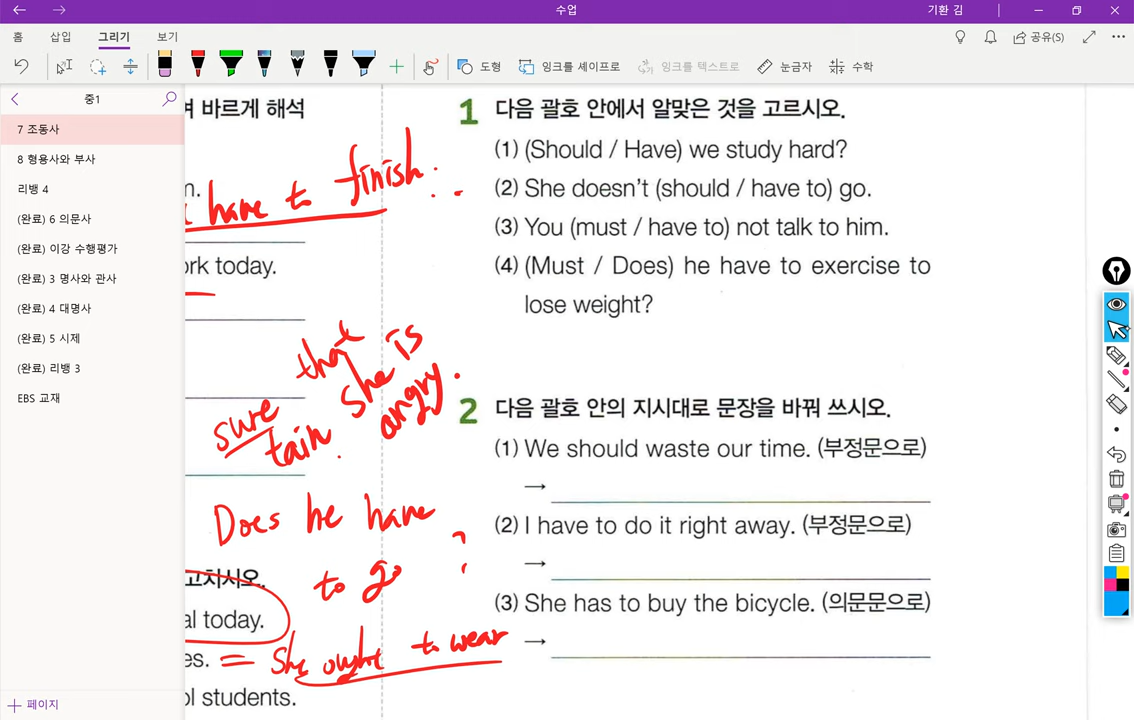 수업
기환 김
홈 삽입 그리기 보기
공유(S)
도형 잉크를 셰이프로 잉크를 텍스트로 눈금자 수학
중1
7 조동사
8 형용사와 부사
리뱅 4
(완료) 6 의문사
(완료) 이강 수행평가
(완료) 3 명사와 관사
(완료) 4 대명사
(완료) 5 시제
(완료) 리뱅 3
EBS 교재
페이지
며 바르게 해석
n.
have to finish.
rk today.
sure that she is angry.
tain.
Does he have
to go ?
고치시오.
al today.
es. = She ought to wear
ol students.
1 다음 괄호 안에서 알맞은 것을 고르시오.
(1) (Should / Have) we study hard?
(2) She doesn't (should / have to) go.
(3) You (must / have to) not talk to him.
(4) (Must / Does) he have to exercise to
lose weight?
2 다음 괄호 안의 지시대로 문장을 바꿔 쓰시오.
(1) We should waste our time. (부정문으로)
→
(2) I have to do it right away. (부정문으로)
→
(3) She has to buy the bicycle. (의문문으로)
→